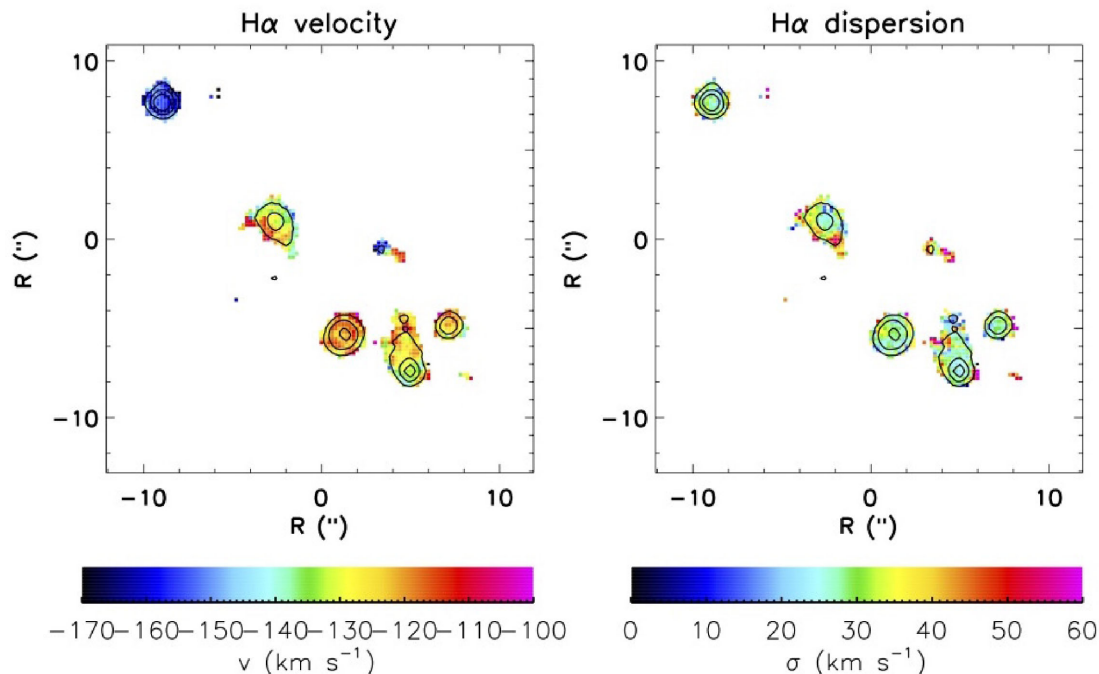 Hα velocity
10
0
−10
R (")
−10 0 10
R (")
−170−160−150−140−130−120−110−100
v (km s⁻¹)
Hα dispersion
10
0
−10
R (")
−10 0 10
R (")
0 10 20 30 40 50 60
σ (km s⁻¹)